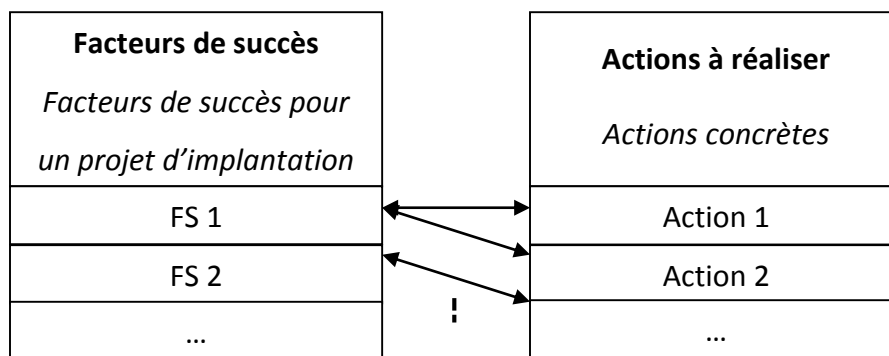 Facteurs de succès
Facteurs de succès pour
un projet d’implantation
FS 1
FS 2
…
Actions à réaliser
Actions concrètes
Action 1
Action 2
…